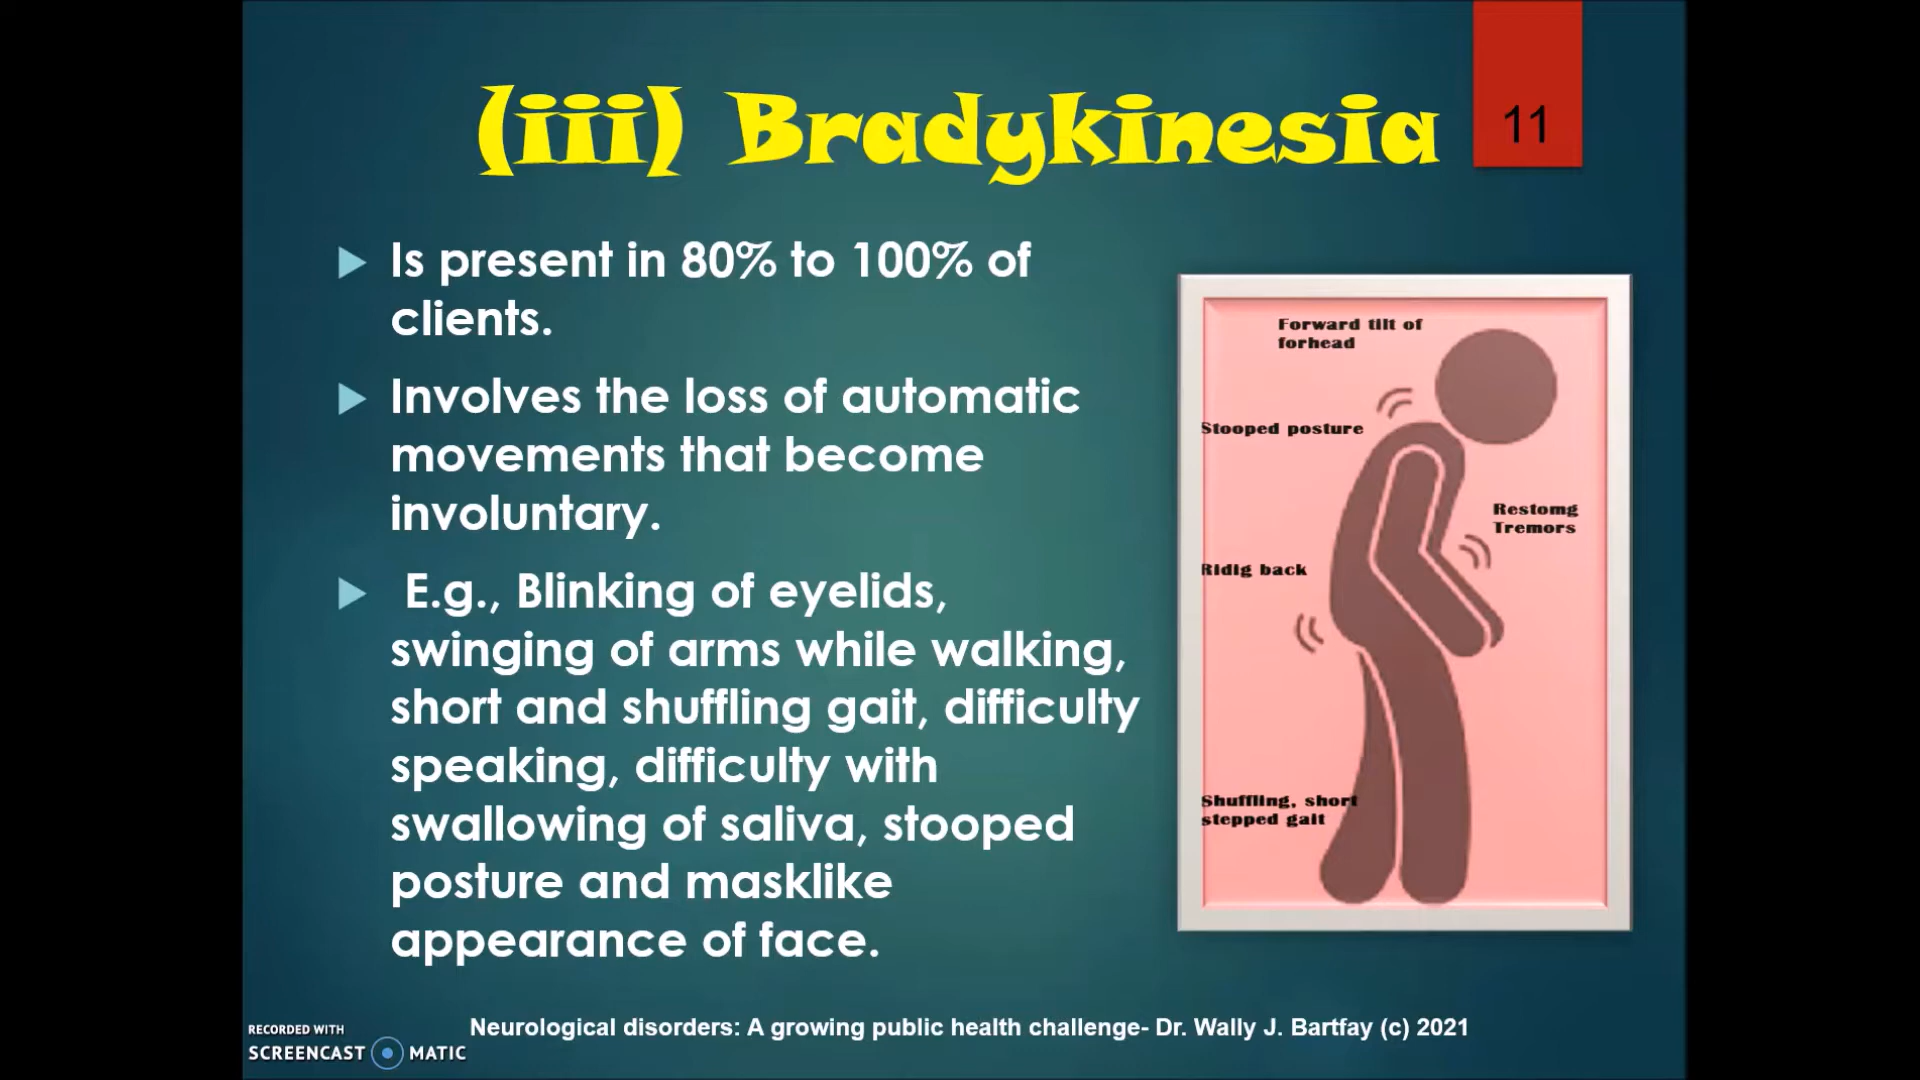 (iii) Bradykinesia
11
Is present in 80% to 100% of
clients.
Involves the loss of automatic
movements that become
involuntary.
E.g., Blinking of eyelids,
swinging of arms while walking,
short and shuffling gait, difficulty
speaking, difficulty with
swallowing of saliva, stooped
posture and masklike
appearance of face.
Forward tilt of
forhead
Stooped posture
Restomg
Tremors
Ridig back
Shuffling, short
stepped gait
RECORDED WITH
SCREENCAST MATIC
Neurological disorders: A growing public health challenge- Dr. Wally J. Bartfay (c) 2021